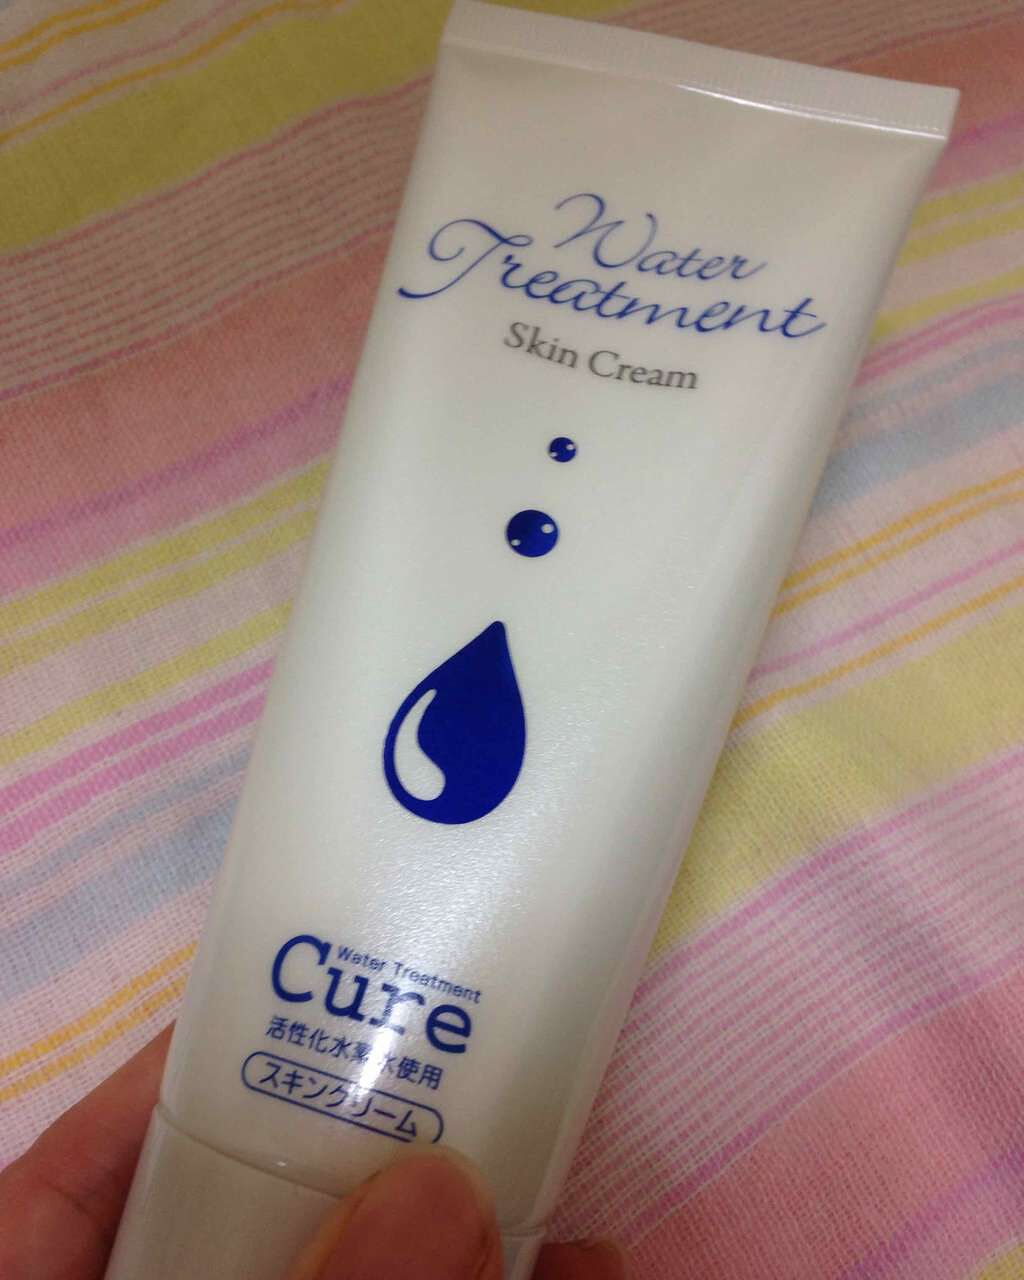 Water
Treatment
Skin Cream
Water Treatment
Cure
活性化水素水使用
スキンクリーム